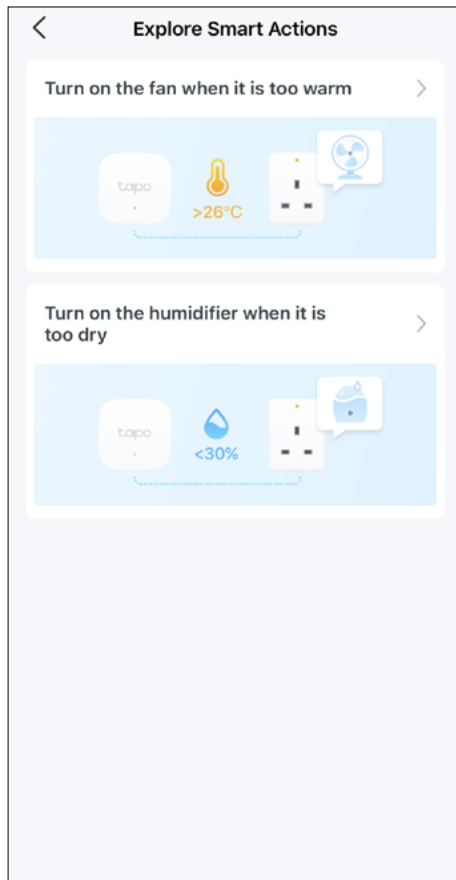 Explore Smart Actions
Turn on the fan when it is too warm
tapo
>26°C
Turn on the humidifier when it is
too dry
tapo
<30%